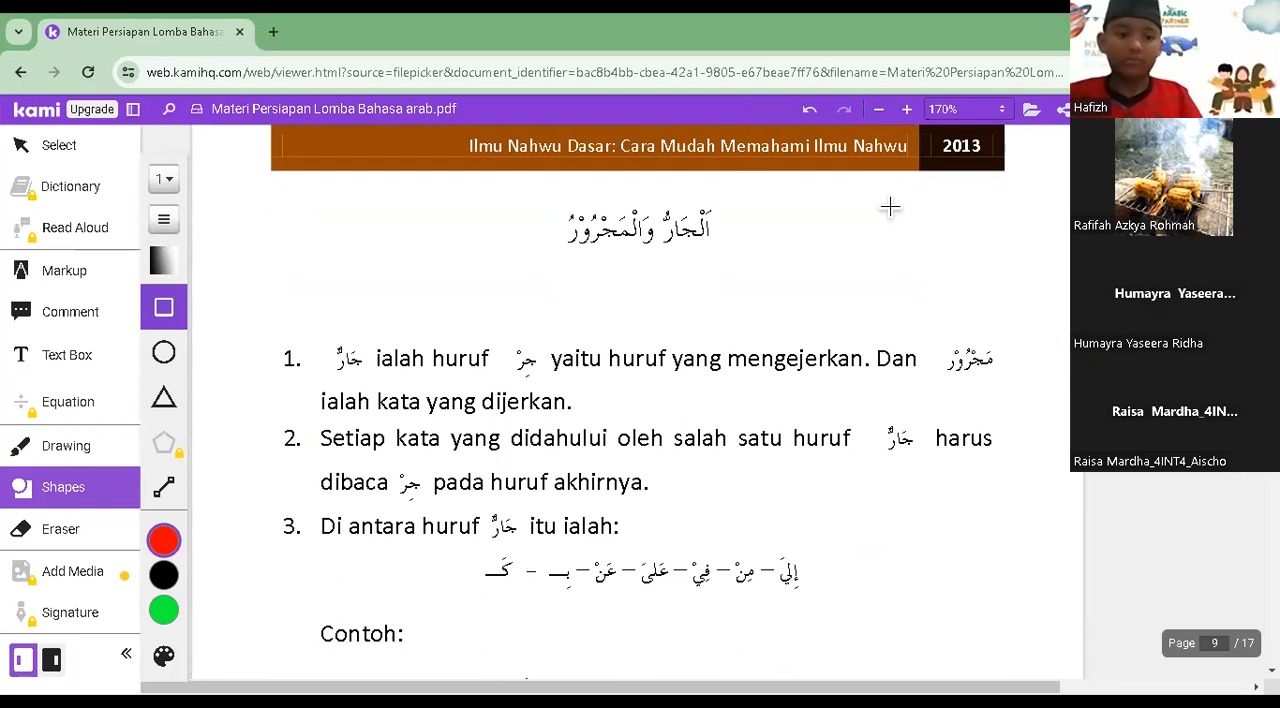 Materi Persiapan Lomba Bahasa
web.kamihq.com/web/viewer.html?source=filepicker&document_identifier=bac8b4bb-cbea-42a1-9805-e67beae7ff76&filename=Materi%20Persiapan%20Lom...
kami Upgrade Materi Persiapan Lomba Bahasa arab.pdf 170%
Select
Dictionary
Read Aloud
Markup
Comment
Text Box
Equation
Drawing
Shapes
Eraser
Add Media
Signature
1
Ilmu Nahwu Dasar: Cara Mudah Memahami Ilmu Nahwu 2013
اَلْجَارُّ وَالْمَجْرُوْرُ
1. جَارٌّ ialah huruf جِرْ yaitu huruf yang mengejerkan. Dan مَجْرُوْرْ
ialah kata yang dijerkan.
2. Setiap kata yang didahului oleh salah satu huruf جَارٌّ harus
dibaca جِرْ pada huruf akhirnya.
3. Di antara huruf جَارٌّ itu ialah:
إِلىَ – مِنْ – فِيْ – عَلىَ – عَنْ – بِـــ – كَـــ
Contoh:
Page 9 / 17
ARABIC
PARTNER
Hafizh
Rafifah Azkya Rohmah
Humayra Yaseera...
Humayra Yaseera Ridha
Raisa Mardha_4IN...
Raisa Mardha_4INT4_Aischo